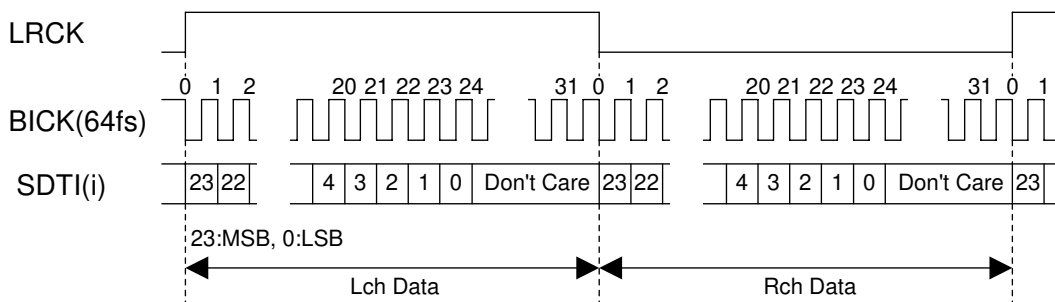 LRCK
0 1 2 20 21 22 23 24 31 0 1 2 20 21 22 23 24 31 0 1
BICK(64fs)
SDTI(i) 23 22 4 3 2 1 0 Don't Care 23 22 4 3 2 1 0 Don't Care 23
23:MSB, 0:LSB
Lch Data Rch Data